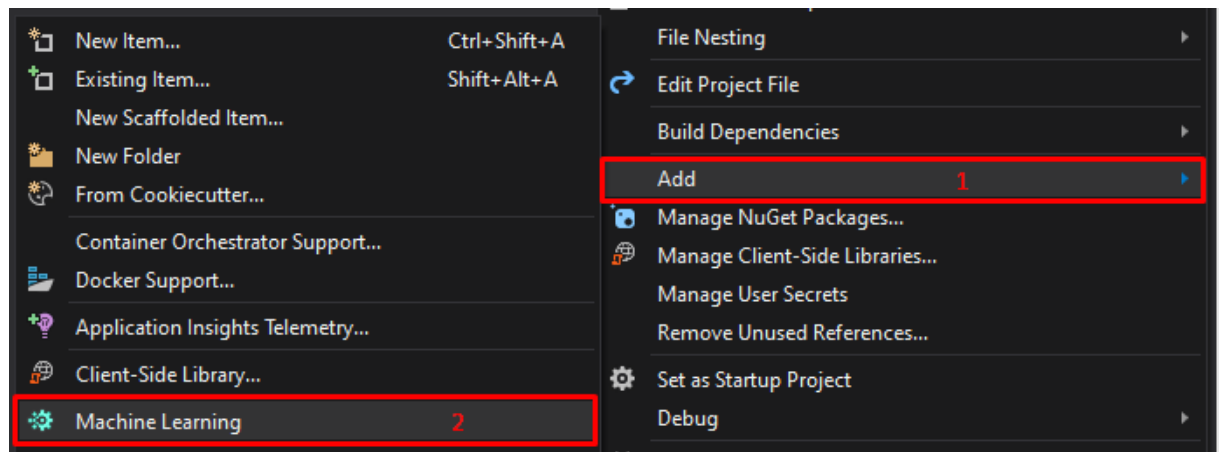 New Item... Ctrl+Shift+A
Existing Item... Shift+Alt+A
New Scaffolded Item...
New Folder
From Cookiecutter...
Container Orchestrator Support...
Docker Support...
Application Insights Telemetry...
Client-Side Library...
Machine Learning 2
File Nesting
Edit Project File
Build Dependencies
Add 1
Manage NuGet Packages...
Manage Client-Side Libraries...
Manage User Secrets
Remove Unused References...
Set as Startup Project
Debug